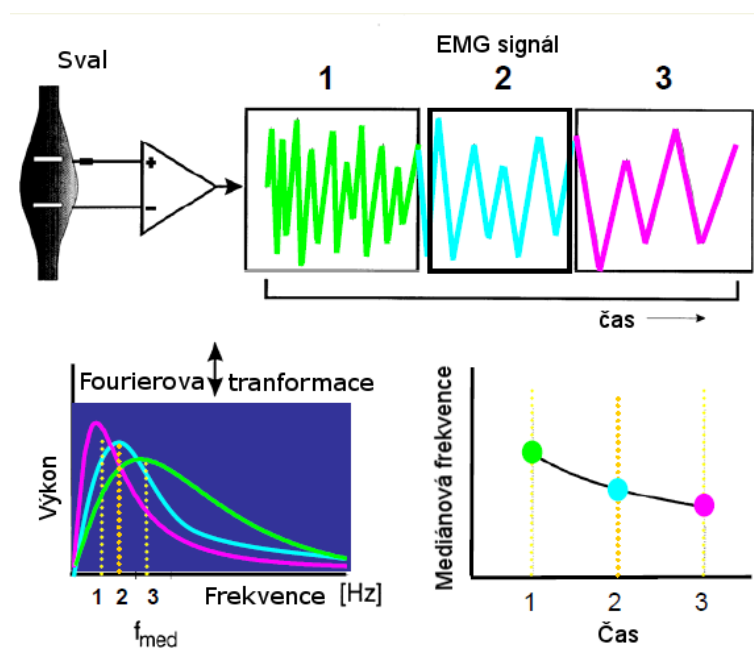 EMG signál
Sval
1 2 3
+
−
čas
Fourierova tranformace
Výkon
1 2 3
Frekvence [Hz]
fmed
Mediánová frekvence
1 2 3
Čas